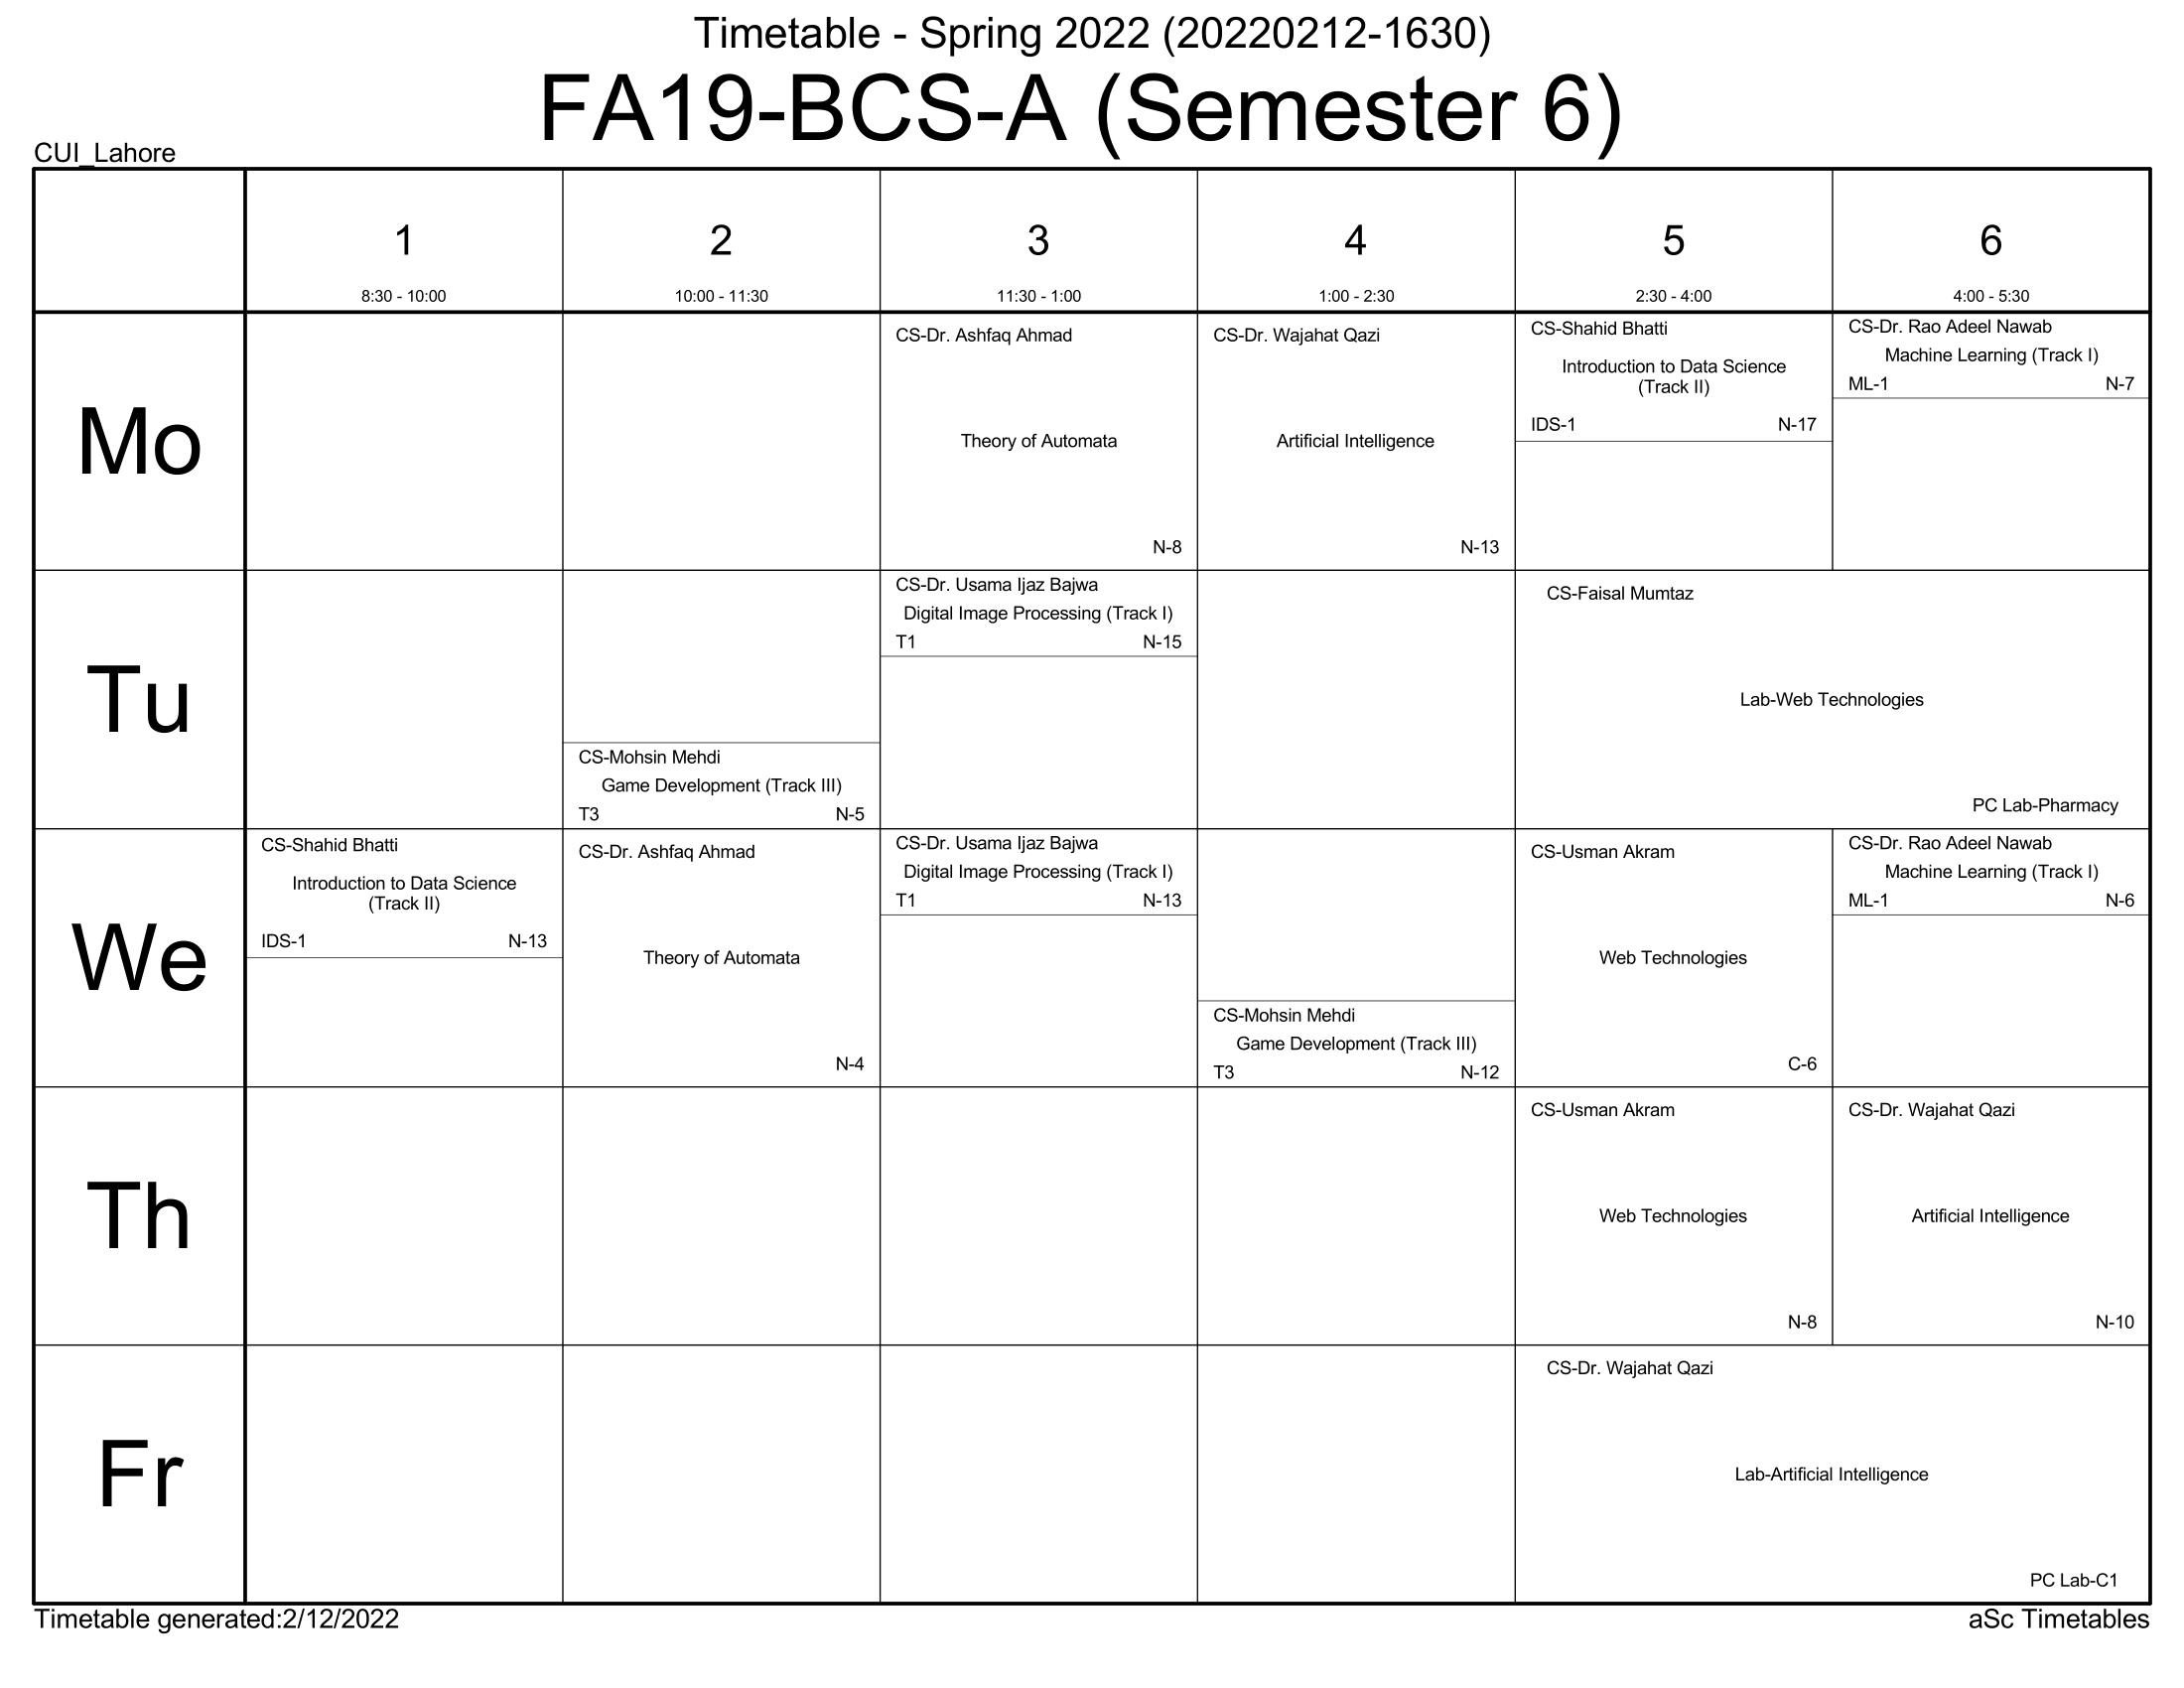 Timetable - Spring 2022 (20220212-1630)
FA19-BCS-A (Semester 6)
CUI_Lahore
1
2
3
4
5
6
8:30 - 10:00
10:00 - 11:30
11:30 - 1:00
1:00 - 2:30
2:30 - 4:00
4:00 - 5:30
Mo
CS-Dr. Ashfaq Ahmad
Theory of Automata
N-8
CS-Dr. Wajahat Qazi
Artificial Intelligence
N-13
CS-Shahid Bhatti
Introduction to Data Science
(Track II)
IDS-1 N-17
CS-Dr. Rao Adeel Nawab
Machine Learning (Track I)
ML-1 N-7
Tu
CS-Mohsin Mehdi
Game Development (Track III)
T3 N-5
CS-Dr. Usama Ijaz Bajwa
Digital Image Processing (Track I)
T1 N-15
CS-Faisal Mumtaz
Lab-Web Technologies
PC Lab-Pharmacy
We
CS-Shahid Bhatti
Introduction to Data Science
(Track II)
IDS-1 N-13
CS-Dr. Ashfaq Ahmad
Theory of Automata
N-4
CS-Dr. Usama Ijaz Bajwa
Digital Image Processing (Track I)
T1 N-13
CS-Mohsin Mehdi
Game Development (Track III)
T3 N-12
CS-Usman Akram
Web Technologies
C-6
CS-Dr. Rao Adeel Nawab
Machine Learning (Track I)
ML-1 N-6
Th
CS-Usman Akram
Web Technologies
N-8
CS-Dr. Wajahat Qazi
Artificial Intelligence
N-10
Fr
CS-Dr. Wajahat Qazi
Lab-Artificial Intelligence
PC Lab-C1
Timetable generated:2/12/2022
aSc Timetables